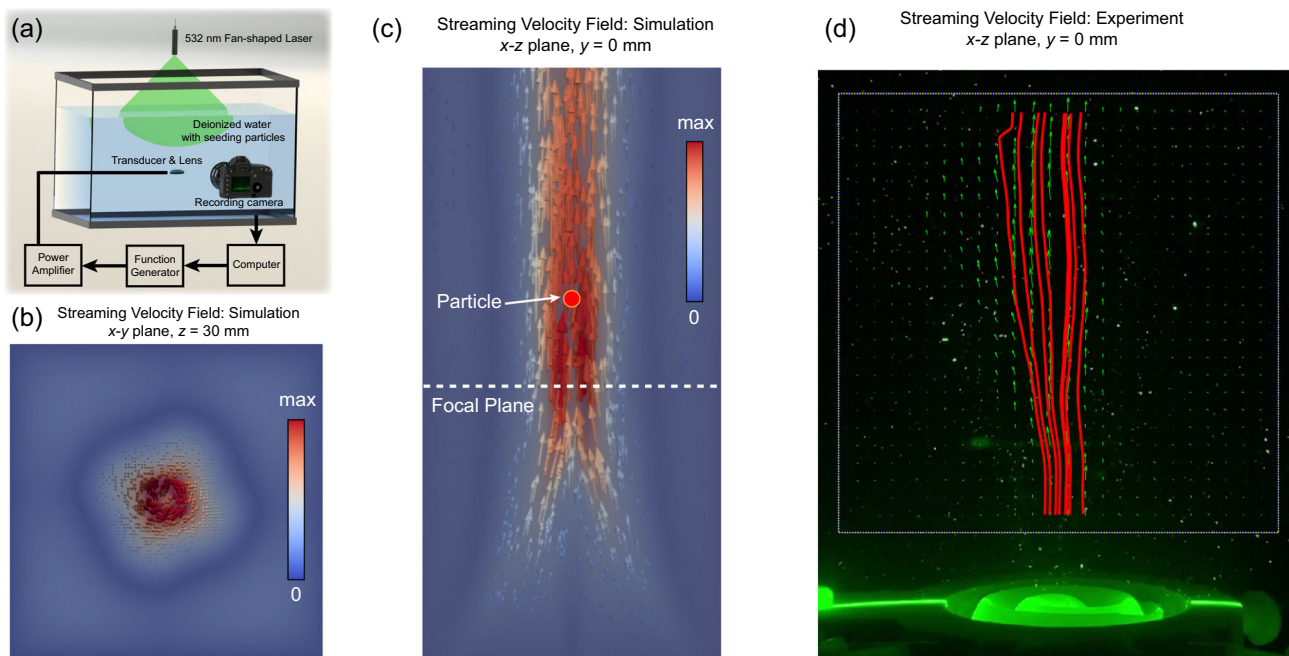 (a)
532 nm Fan-shaped Laser
Deionized water
with seeding particles
Transducer & Lens
Recording camera
Power
Amplifier
Function
Generator
Computer
(b)
Streaming Velocity Field: Simulation
x-y plane, z = 30 mm
max
0
(c)
Streaming Velocity Field: Simulation
x-z plane, y = 0 mm
max
0
Particle
Focal Plane
(d)
Streaming Velocity Field: Experiment
x-z plane, y = 0 mm